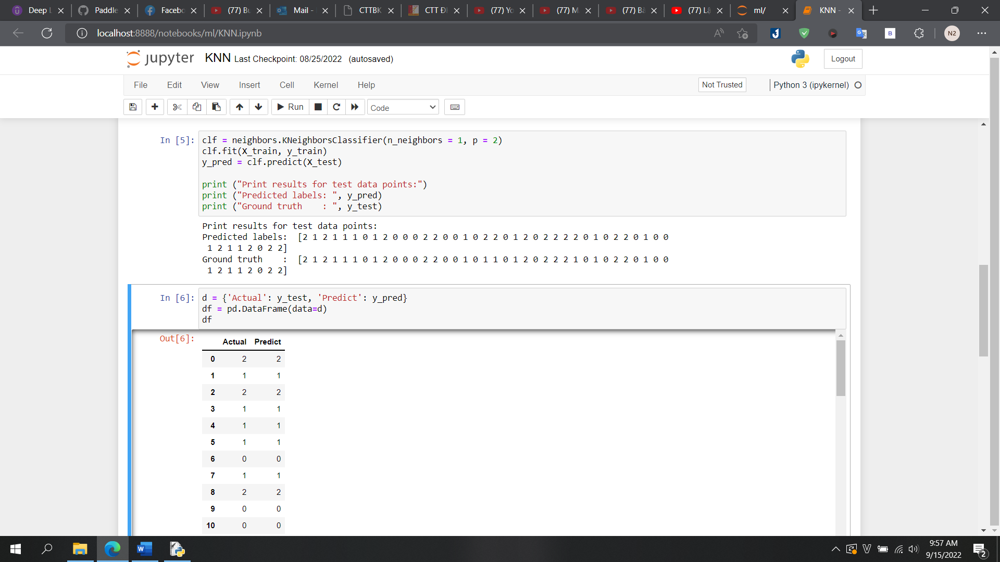 Deep L
Paddle
Facebo
(77) Bu
Mail -
CTTBK
CTT Đ
(77) Yo
(77) M
(77) Bà
(77) Lậ
ml/
KNN -
localhost:8888/notebooks/ml/KNN.ipynb
N2
jupyter KNN Last Checkpoint: 08/25/2022 (autosaved)
Logout
File Edit View Insert Cell Kernel Help
Not Trusted
Python 3 (ipykernel)
Run
Code
In [5]:
clf = neighbors.KNeighborsClassifier(n_neighbors = 1, p = 2)
clf.fit(X_train, y_train)
y_pred = clf.predict(X_test)
print ("Print results for test data points:")
print ("Predicted labels: ", y_pred)
print ("Ground truth    : ", y_test)
Print results for test data points:
Predicted labels:  [2 1 2 1 1 1 0 1 2 0 0 0 2 2 0 0 1 0 2 2 0 1 2 0 2 2 2 2 0 1 0 2 2 0 1 0 0
1 2 1 1 2 0 2 2]
Ground truth    :  [2 1 2 1 1 1 0 1 2 0 0 0 2 2 0 0 1 0 1 1 0 1 2 0 2 2 2 1 0 1 0 2 2 0 1 0 0
1 2 1 1 2 0 2 2]
In [6]:
d = {'Actual': y_test, 'Predict': y_pred}
df = pd.DataFrame(data=d)
df
Out[6]:
Actual Predict
0 2 2
1 1 1
2 2 2
3 1 1
4 1 1
5 1 1
6 0 0
7 1 1
8 2 2
9 0 0
10 0 0
9:57 AM
9/15/2022
2